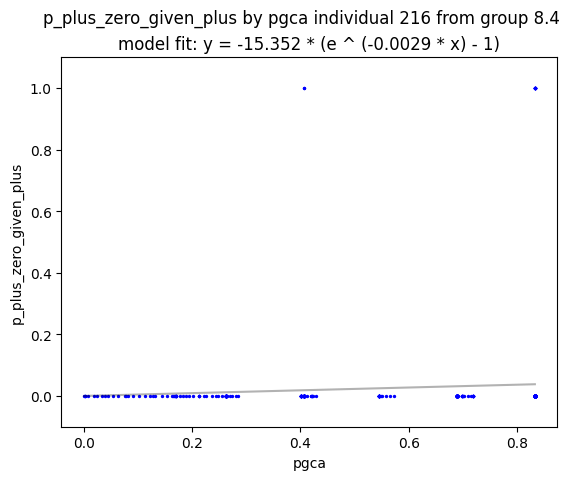 p_plus_zero_given_plus by pgca individual 216 from group 8.4
model fit: y = -15.352 * (e ^ (-0.0029 * x) - 1)
1.0
0.8
0.6
0.4
0.2
0.0
p_plus_zero_given_plus
0.0 0.2 0.4 0.6 0.8
pgca